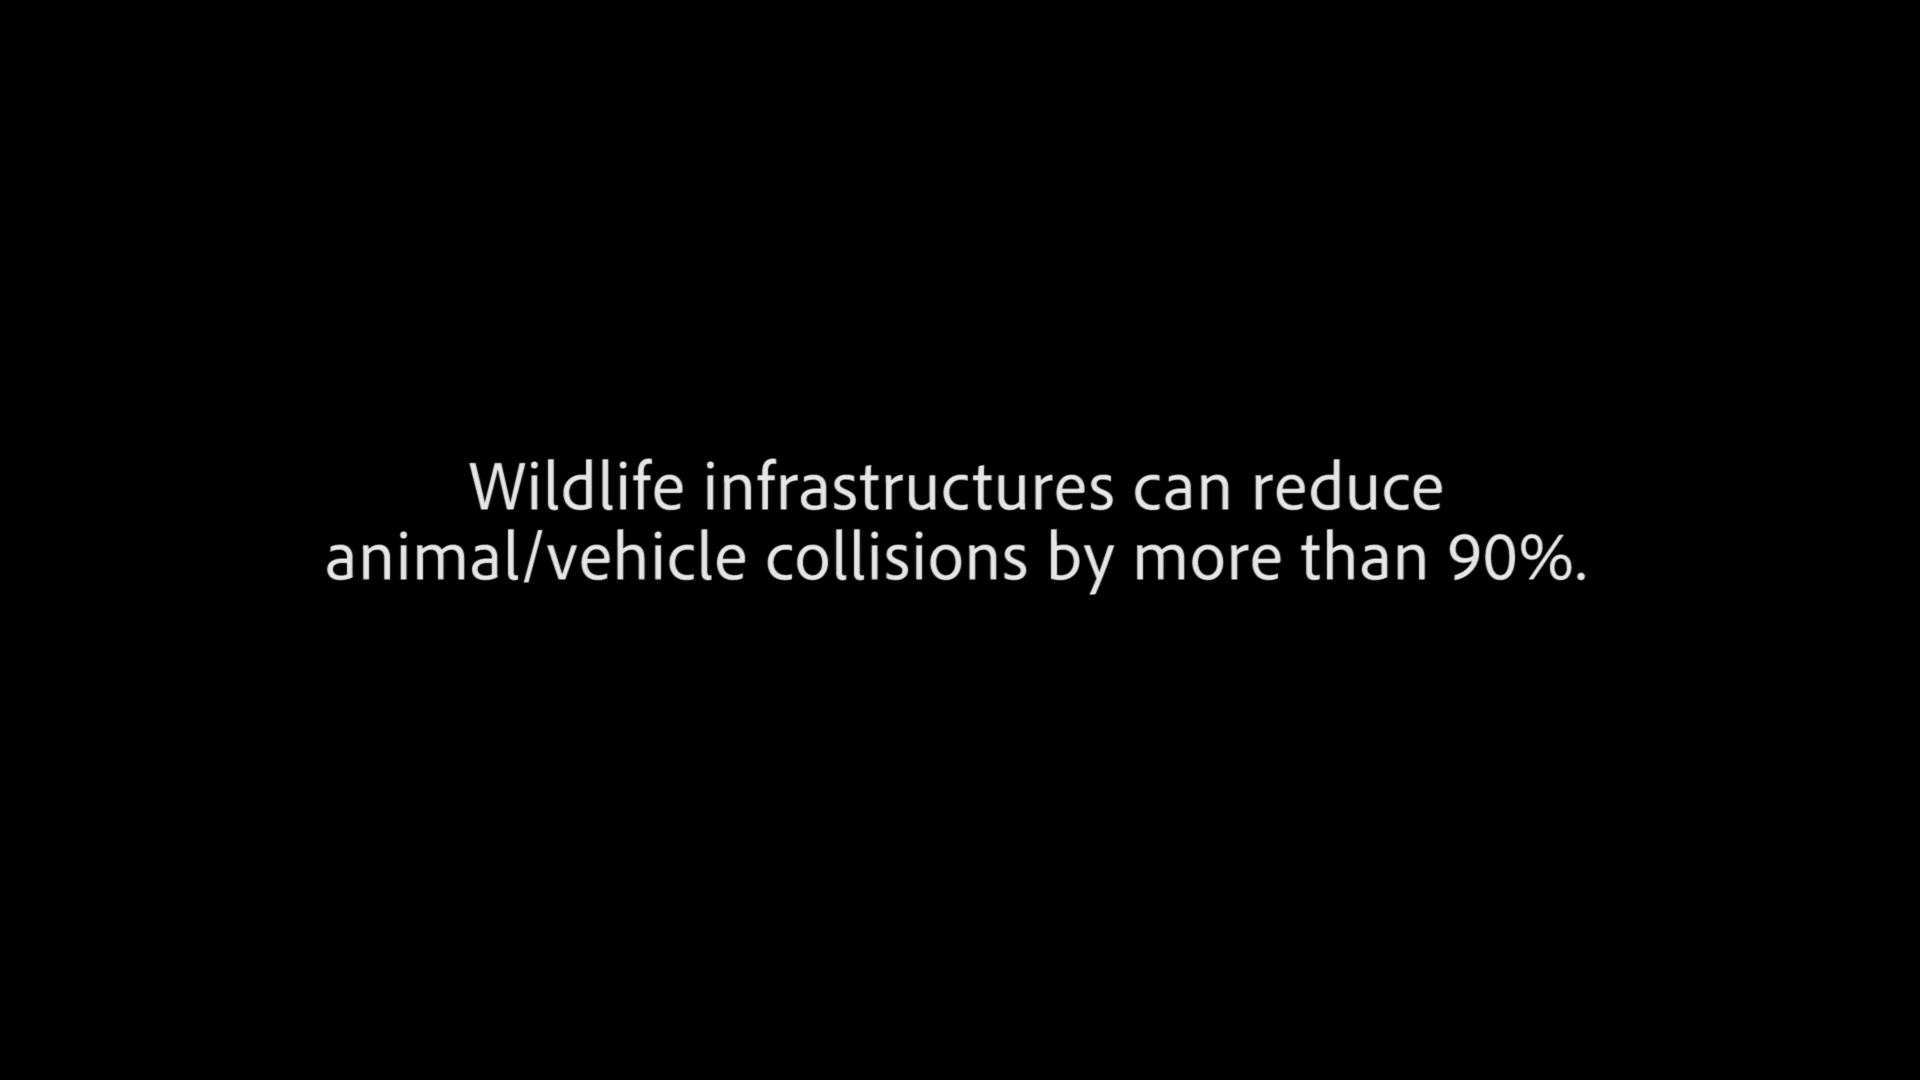 Wildlife infrastructures can reduce
animal/vehicle collisions by more than 90%.